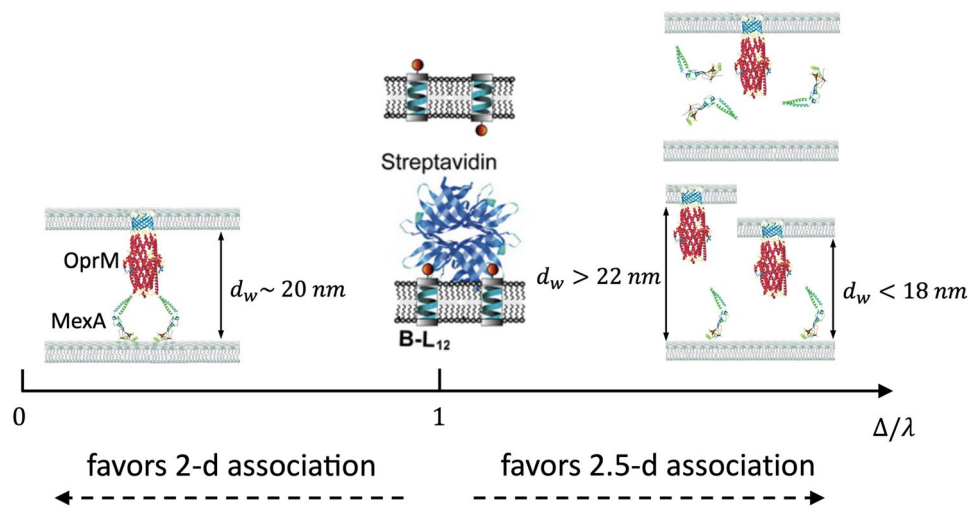 Streptavidin
OprM
MexA
d_w ~ 20 nm
B-L₁₂
d_w > 22 nm
d_w < 18 nm
0
1
Δ/λ
favors 2-d association
favors 2.5-d association